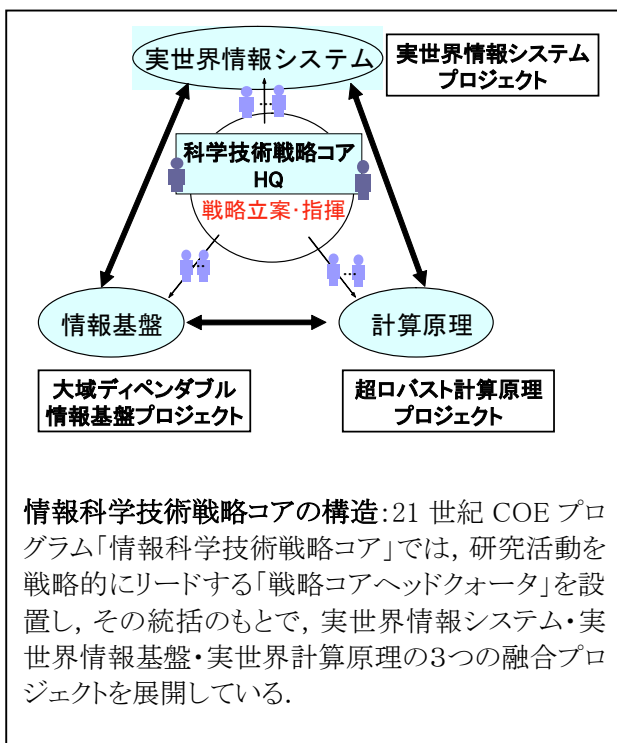 実世界情報システム
実世界情報システム
プロジェクト
科学技術戦略コア
HQ
戦略立案・指揮
情報基盤
計算原理
大域ディペンダブル
情報基盤プロジェクト
超ロバスト計算原理
プロジェクト
情報科学技術戦略コアの構造:21 世紀 COE プロ
グラム「情報科学技術戦略コア」では, 研究活動を
戦略的にリードする「戦略コアヘッドクォータ」を設
置し, その統括のもとで, 実世界情報システム・実
世界情報基盤・実世界計算原理の3つの融合プロ
ジェクトを展開している.